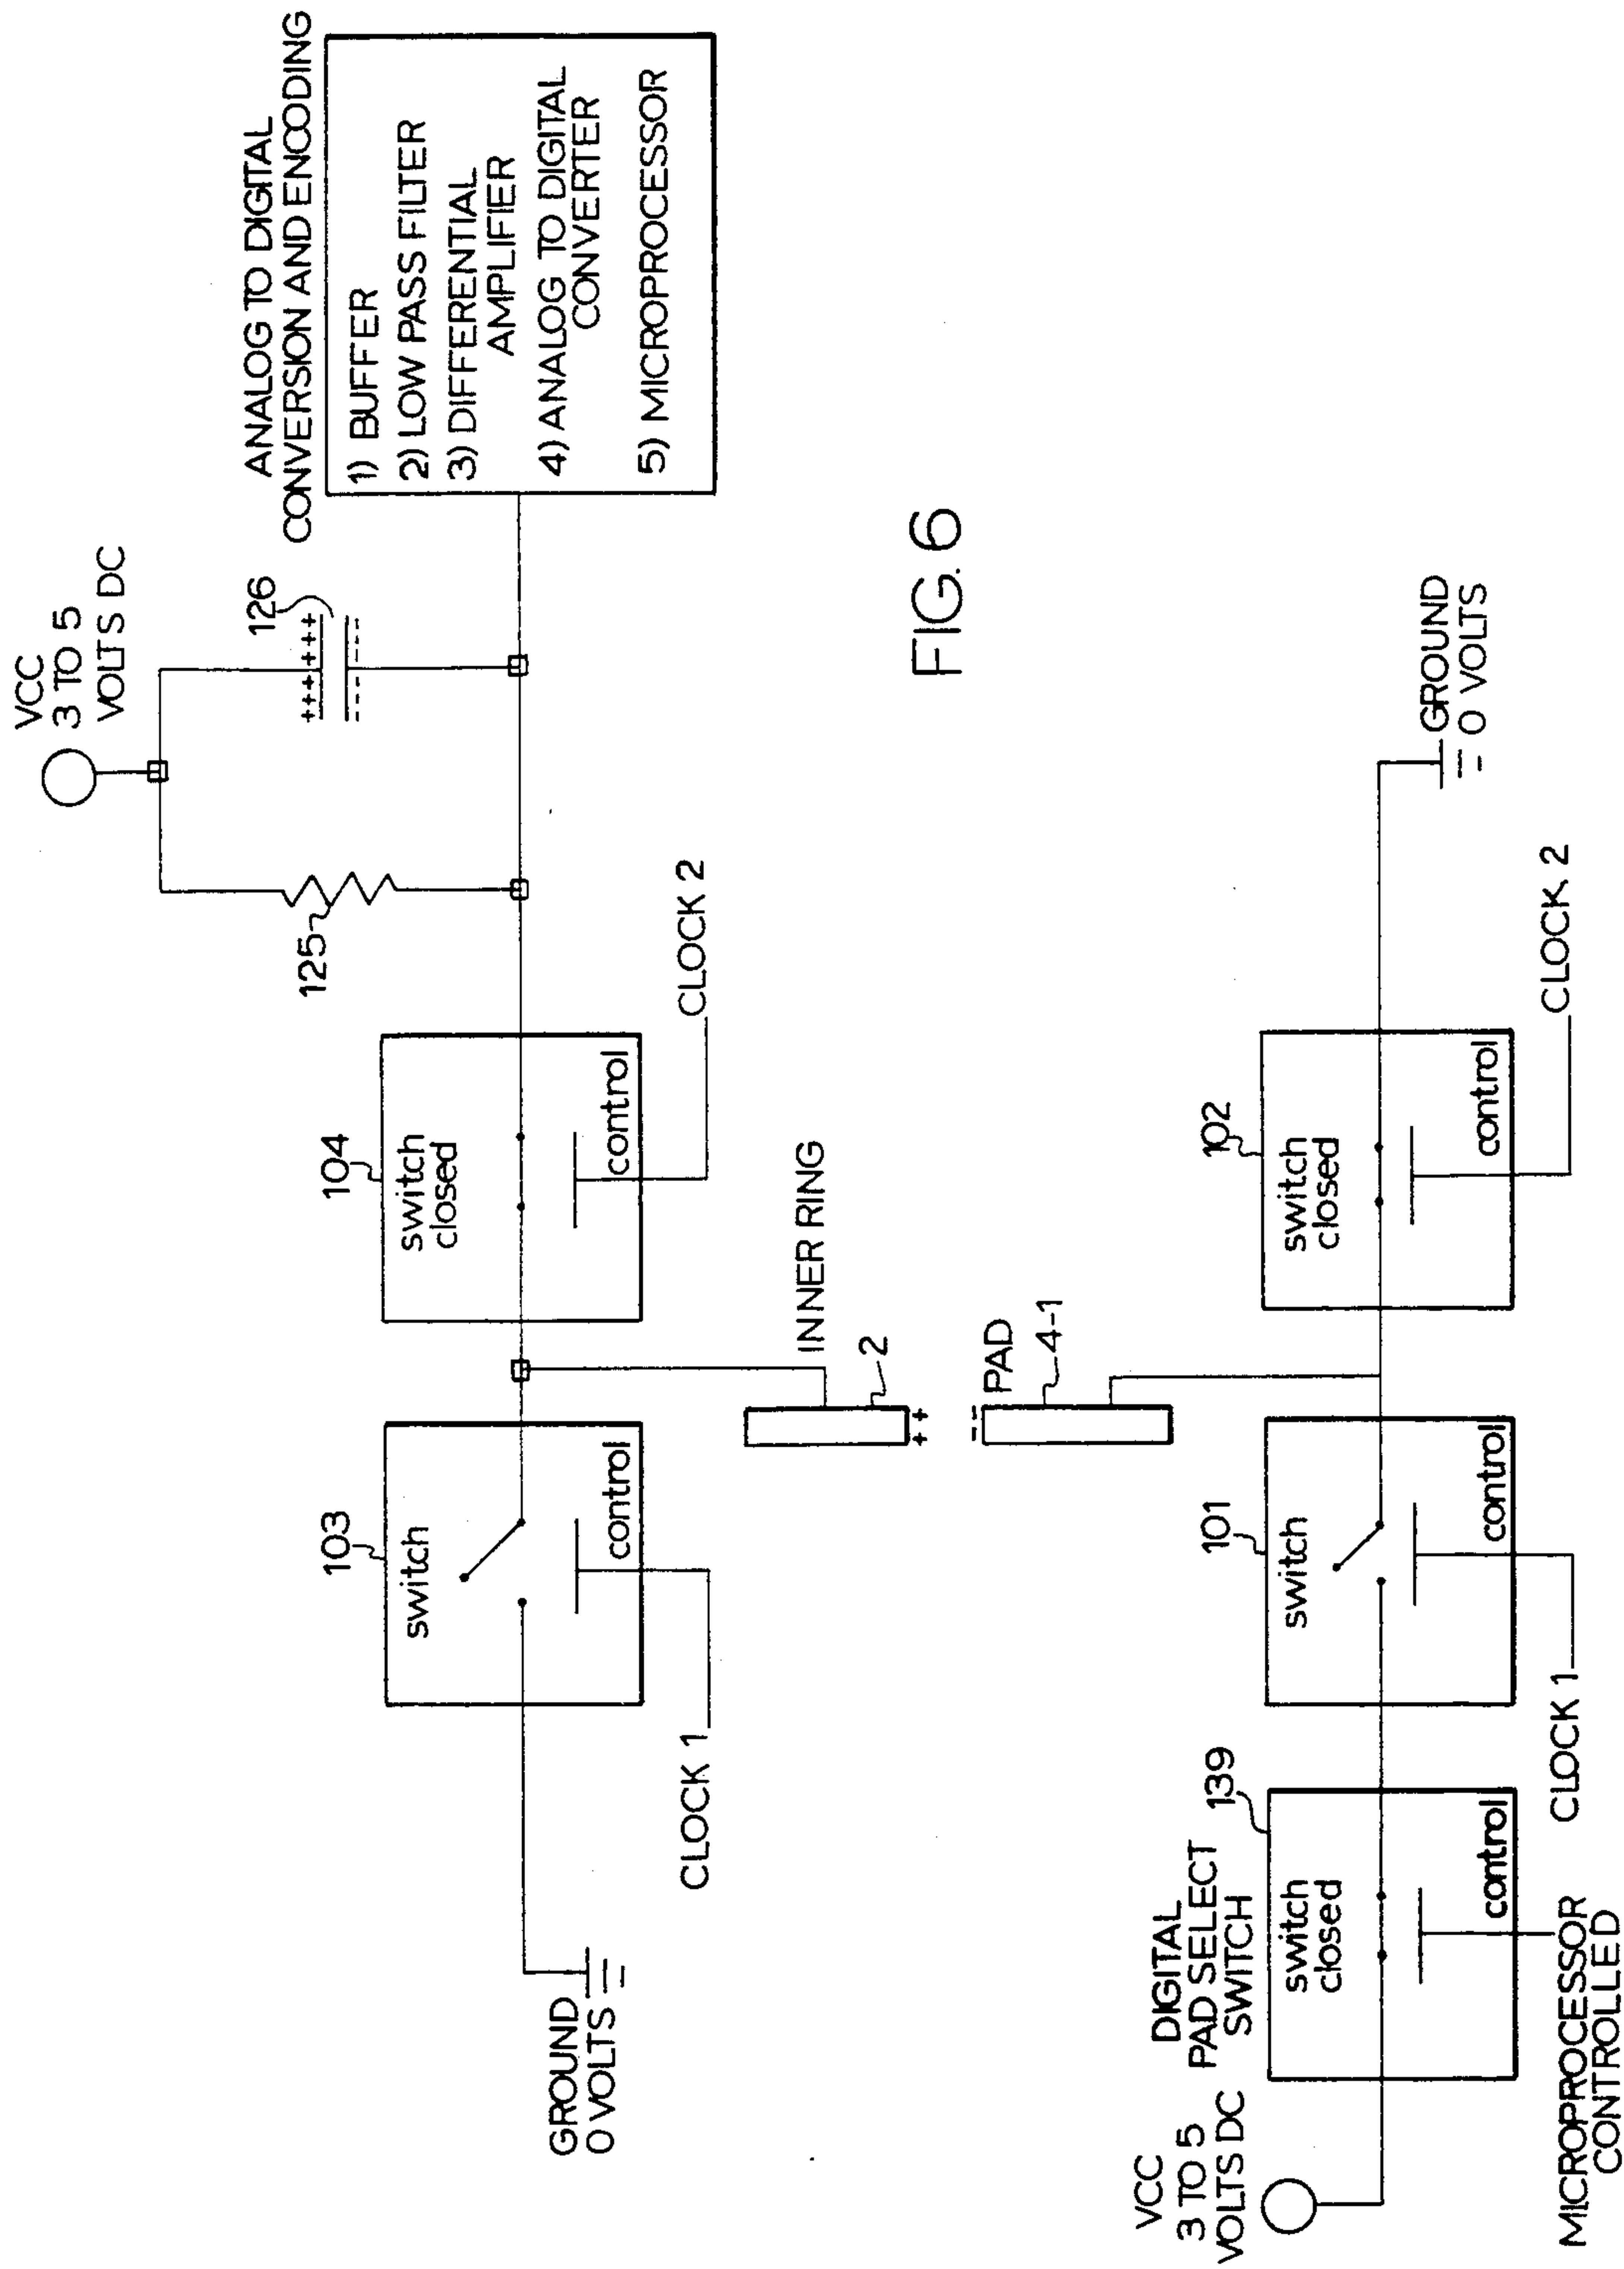 VCC
3 TO 5
VOLTS DC
ANALOG TO DIGITAL
CONVERSION AND ENCODING
1) BUFFER
2) LOW PASS FILTER
3) DIFFERENTIAL
AMPLIFIER
4) ANALOG TO DIGITAL
CONVERTER
5) MICROPROCESSOR
126
125
103
switch
control
CLOCK 1
104
switch
closed
control
CLOCK 2
GROUND
0 VOLTS
INNER RING
2
PAD
4-1
FIG. 6
VCC
3 TO 5
VOLTS DC
DIGITAL
PAD SELECT
SWITCH
139
switch
closed
control
MICROPROCESSOR
CONTROLLED
101
switch
control
CLOCK 1
102
switch
closed
control
CLOCK 2
GROUND
0 VOLTS